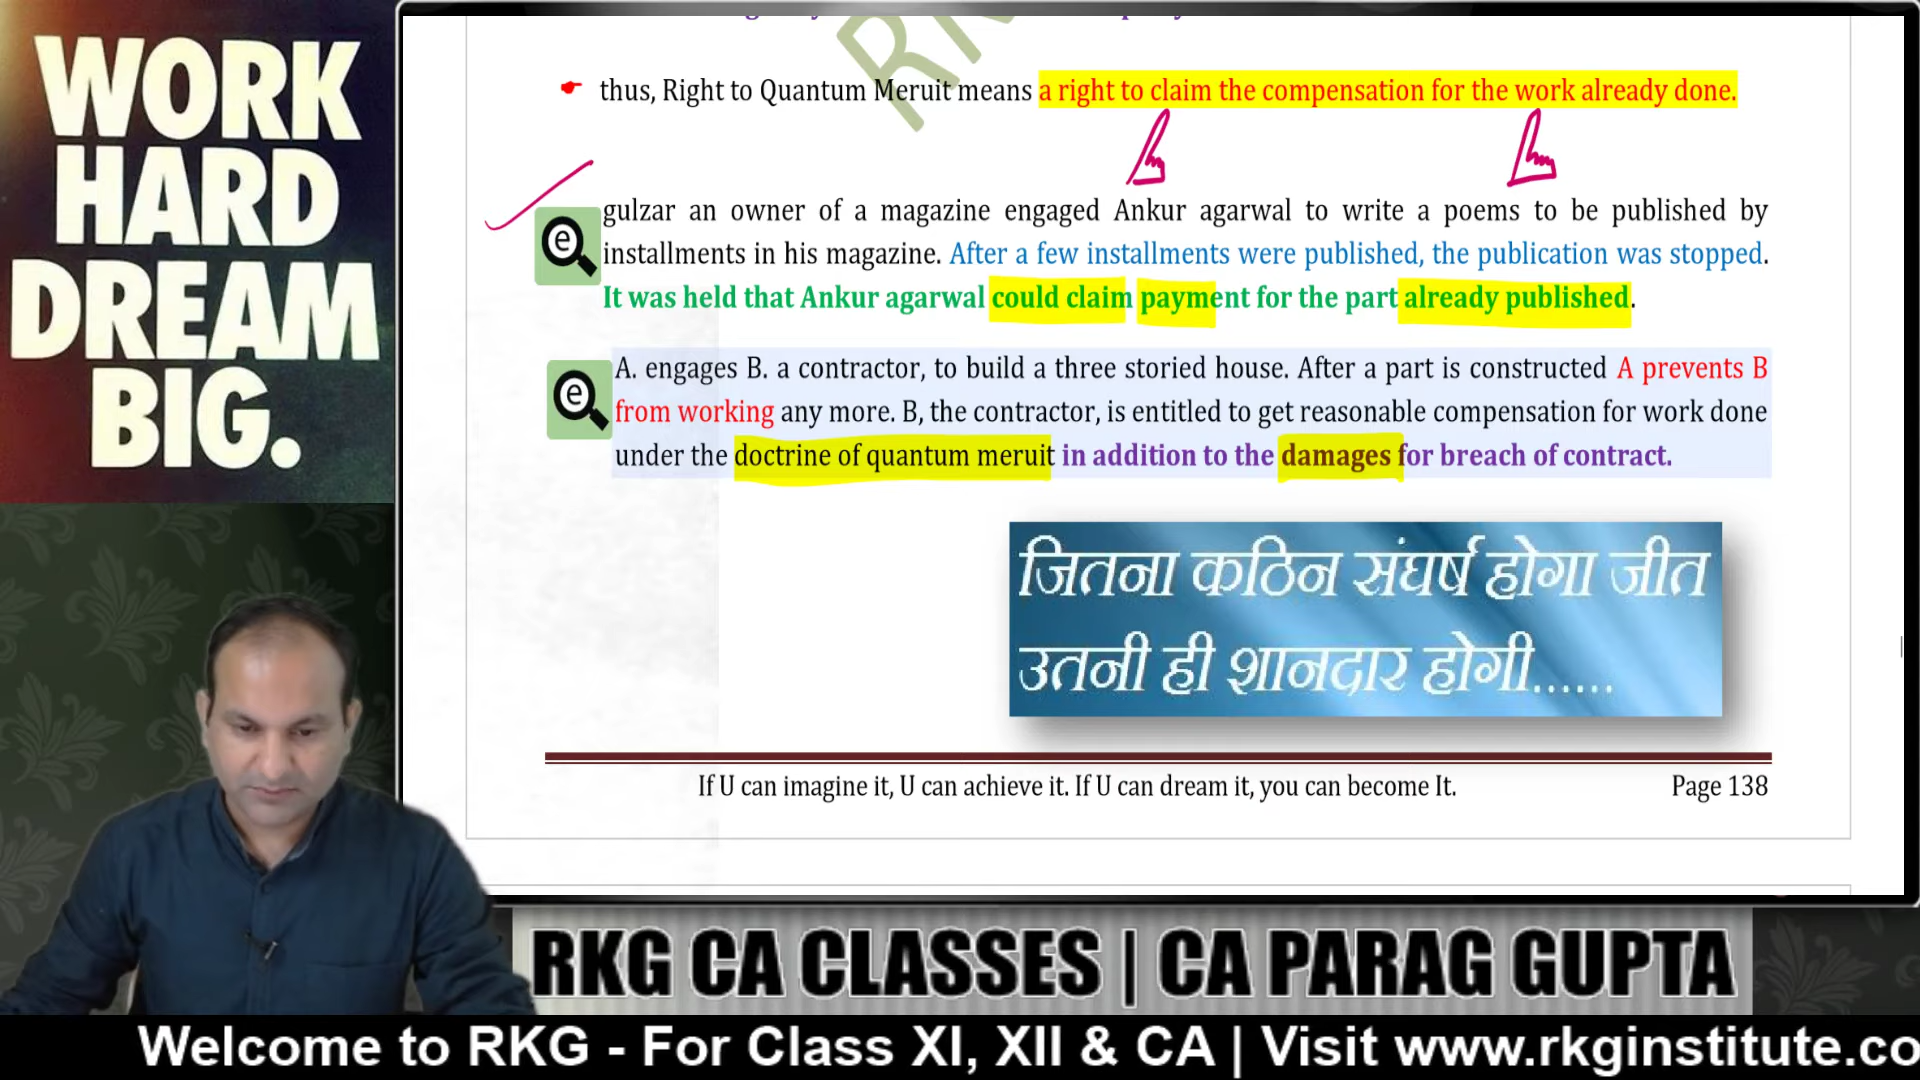 WORK
HARD
DREAM
BIG.
thus, Right to Quantum Meruit means a right to claim the compensation for the work already done.
gulzar an owner of a magazine engaged Ankur agarwal to write a poems to be published by
installments in his magazine. After a few installments were published, the publication was stopped.
It was held that Ankur agarwal could claim payment for the part already published.
A. engages B. a contractor, to build a three storied house. After a part is constructed A prevents B
from working any more. B, the contractor, is entitled to get reasonable compensation for work done
under the doctrine of quantum meruit in addition to the damages for breach of contract.
जितना कठिन संघर्ष होगा जीत
उतनी ही शानदार होगी......
If U can imagine it, U can achieve it. If U can dream it, you can become It. Page 138
RKG CA CLASSES | CA PARAG GUPTA
Welcome to RKG - For Class XI, XII & CA | Visit www.rkginstitute.co